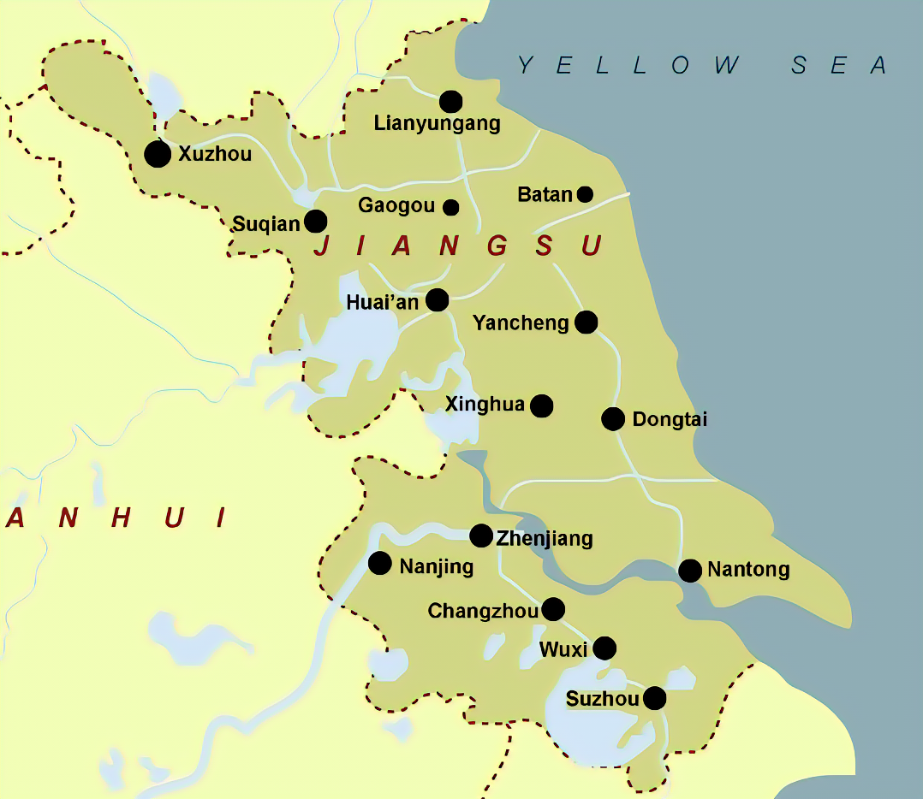 YELLOW SEA
Lianyungang
Xuzhou
Batan
Gaogou
Suqian
JIANGSU
Huai'an
Yancheng
Xinghua
Dongtai
ANHUI
Zhenjiang
Nanjing
Nantong
Changzhou
Wuxi
Suzhou